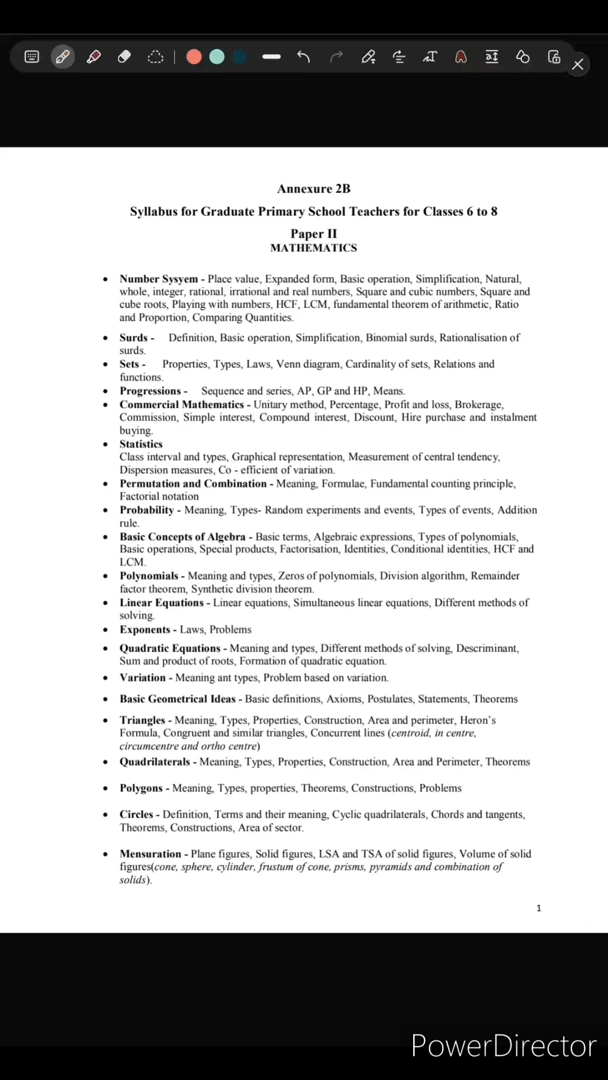 Annexure 2B
Syllabus for Graduate Primary School Teachers for Classes 6 to 8
Paper II
MATHEMATICS
• Number Sysyem - Place value, Expanded form, Basic operation, Simplification, Natural,
whole, integer, rational, irrational and real numbers, Square and cubic numbers, Square and
cube roots, Playing with numbers, HCF, LCM, fundamental theorem of arithmetic, Ratio
and Proportion, Comparing Quantities.
• Surds - Definition, Basic operation, Simplification, Binomial surds, Rationalisation of
surds.
• Sets - Properties, Types, Laws, Venn diagram, Cardinality of sets, Relations and
functions.
• Progressions - Sequence and series, AP, GP and HP, Means.
• Commercial Mathematics - Unitary method, Percentage, Profit and loss, Brokerage,
Commission, Simple interest, Compound interest, Discount, Hire purchase and instalment
buying.
• Statistics
Class interval and types, Graphical representation, Measurement of central tendency,
Dispersion measures, Co - efficient of variation.
• Permutation and Combination - Meaning, Formulae, Fundamental counting principle,
Factorial notation
• Probability - Meaning, Types- Random experiments and events, Types of events, Addition
rule.
• Basic Concepts of Algebra - Basic terms, Algebraic expressions, Types of polynomials,
Basic operations, Special products, Factorisation, Identities, Conditional identities, HCF and
LCM.
• Polynomials - Meaning and types, Zeros of polynomials, Division algorithm, Remainder
factor theorem, Synthetic division theorem.
• Linear Equations - Linear equations, Simultaneous linear equations, Different methods of
solving.
• Exponents - Laws, Problems
• Quadratic Equations - Meaning and types, Different methods of solving, Descriminant,
Sum and product of roots, Formation of quadratic equation.
• Variation - Meaning ant types, Problem based on variation.
• Basic Geometrical Ideas - Basic definitions, Axioms, Postulates, Statements, Theorems
• Triangles - Meaning, Types, Properties, Construction, Area and perimeter, Heron's
Formula, Congruent and similar triangles, Concurrent lines (centroid, in centre,
circumcentre and ortho centre)
• Quadrilaterals - Meaning, Types, Properties, Construction, Area and Perimeter, Theorems
• Polygons - Meaning, Types, properties, Theorems, Constructions, Problems
• Circles - Definition, Terms and their meaning, Cyclic quadrilaterals, Chords and tangents,
Theorems, Constructions, Area of sector.
• Mensuration - Plane figures, Solid figures, LSA and TSA of solid figures, Volume of solid
figures(cone, sphere, cylinder, frustum of cone, prisms, pyramids and combination of
solids).
1
PowerDirector